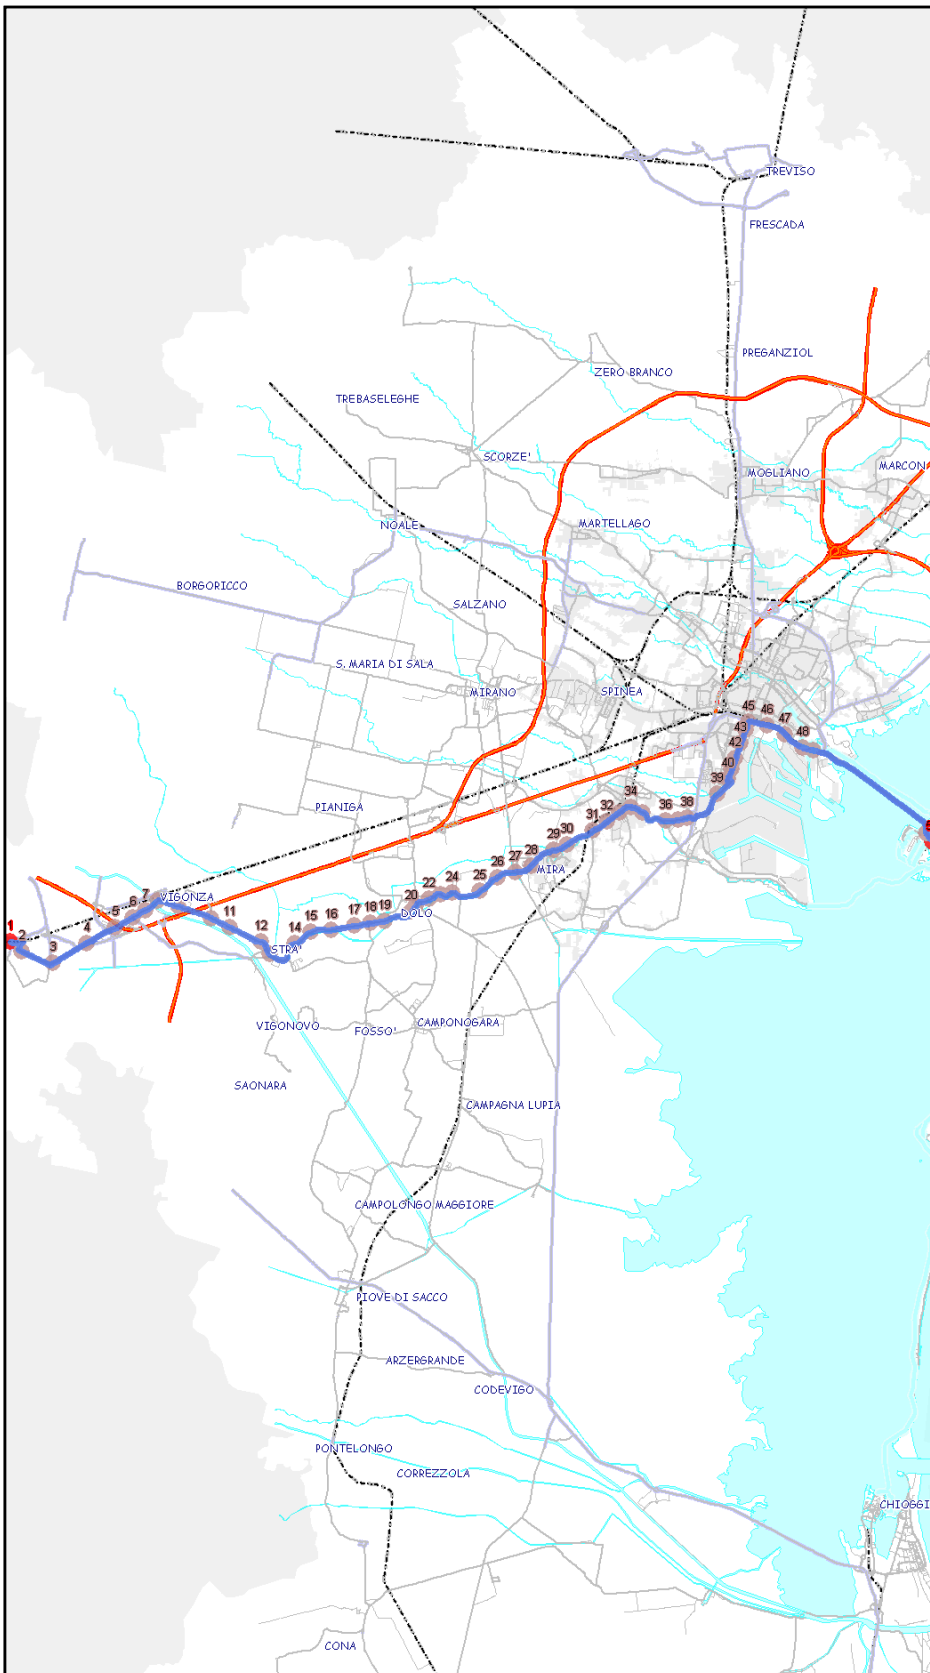 TREVISO
FRESCADA
PREGANZIOL
ZERO BRANCO
TREBASELEGHE
SCORZE'
MOGLIANO
MARCON
MARTELLAGO
NOALE
BORGORICCO
SALZANO
S. MARIA DI SALA
MIRANO
SPINEA
45
46
43
47
42
48
40
39
PIANIGA
34
32
36
38
31
29
30
28
27
26
MIRA
25
24
22
20
DOLO
7
VIGONZA
6
5
4
11
12
14
15
16
17
18
19
1
2
3
STRA'
VIGONOVO
FOSSO'
CAMPONOGARA
SAONARA
CAMPAGNA LUPIA
CAMPOLONGO MAGGIORE
PIOVE DI SACCO
ARZERGRANDE
CODEVIGO
PONTELONGO
CORREZZOLA
CHIOGGI
CONA